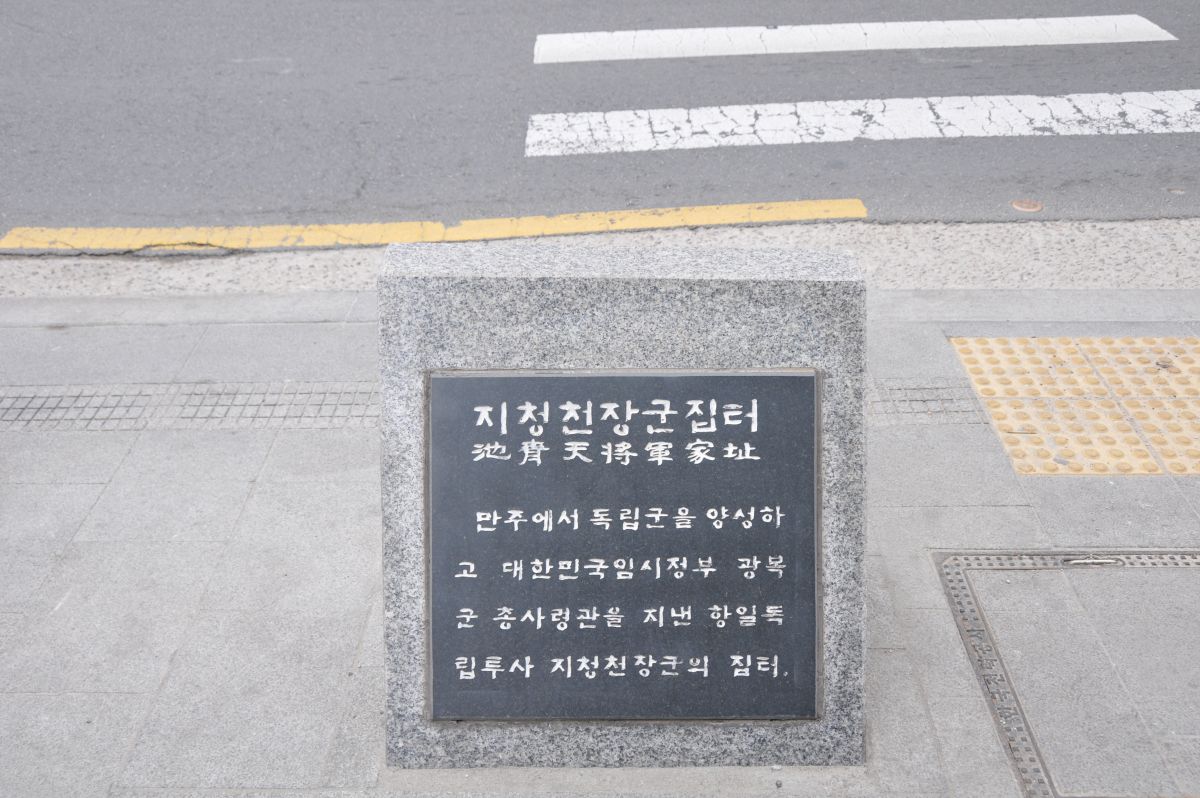 지청천장군집터
池靑天將軍家址
만주에서 독립군을 양성하
고 대한민국임시정부 광복
군 총사령관을 지낸 항일독
립투사 지청천장군의 집터.